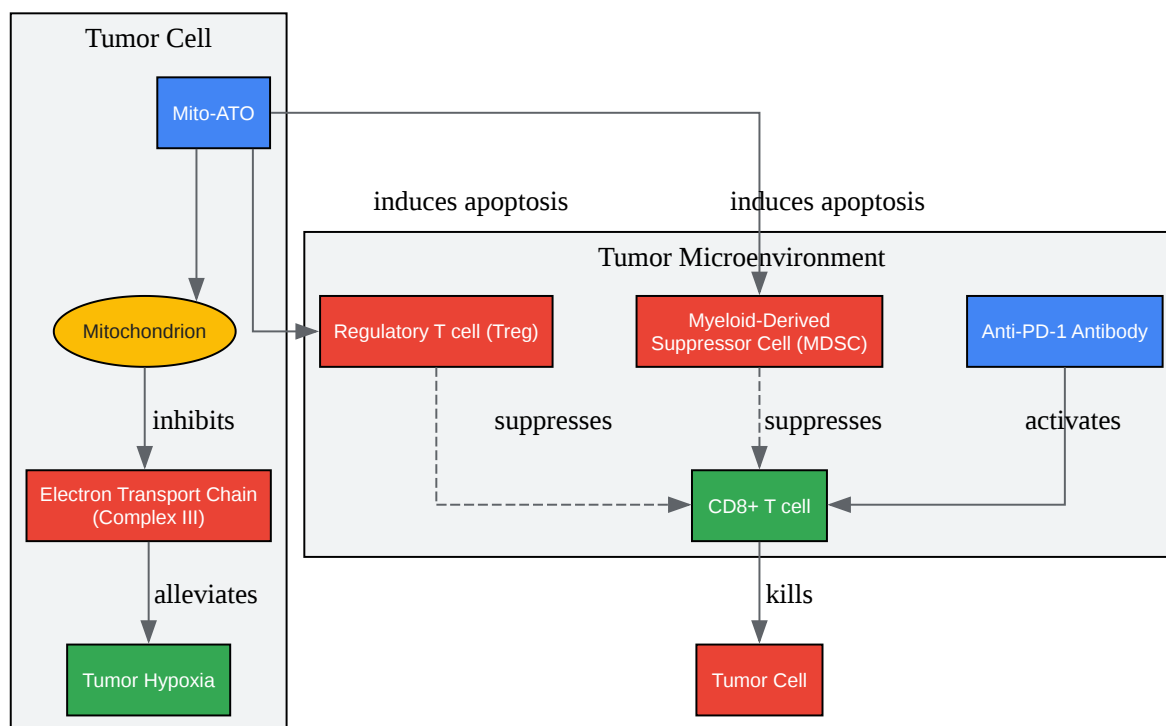 Tumor Cell
Mito-ATO
induces apoptosis
induces apoptosis
Tumor Microenvironment
Mitochondrion
Regulatory T cell (Treg)
Myeloid-Derived
Suppressor Cell (MDSC)
Anti-PD-1 Antibody
inhibits
suppresses
suppresses
activates
Electron Transport Chain
(Complex III)
CD8+ T cell
alleviates
kills
Tumor Hypoxia
Tumor Cell